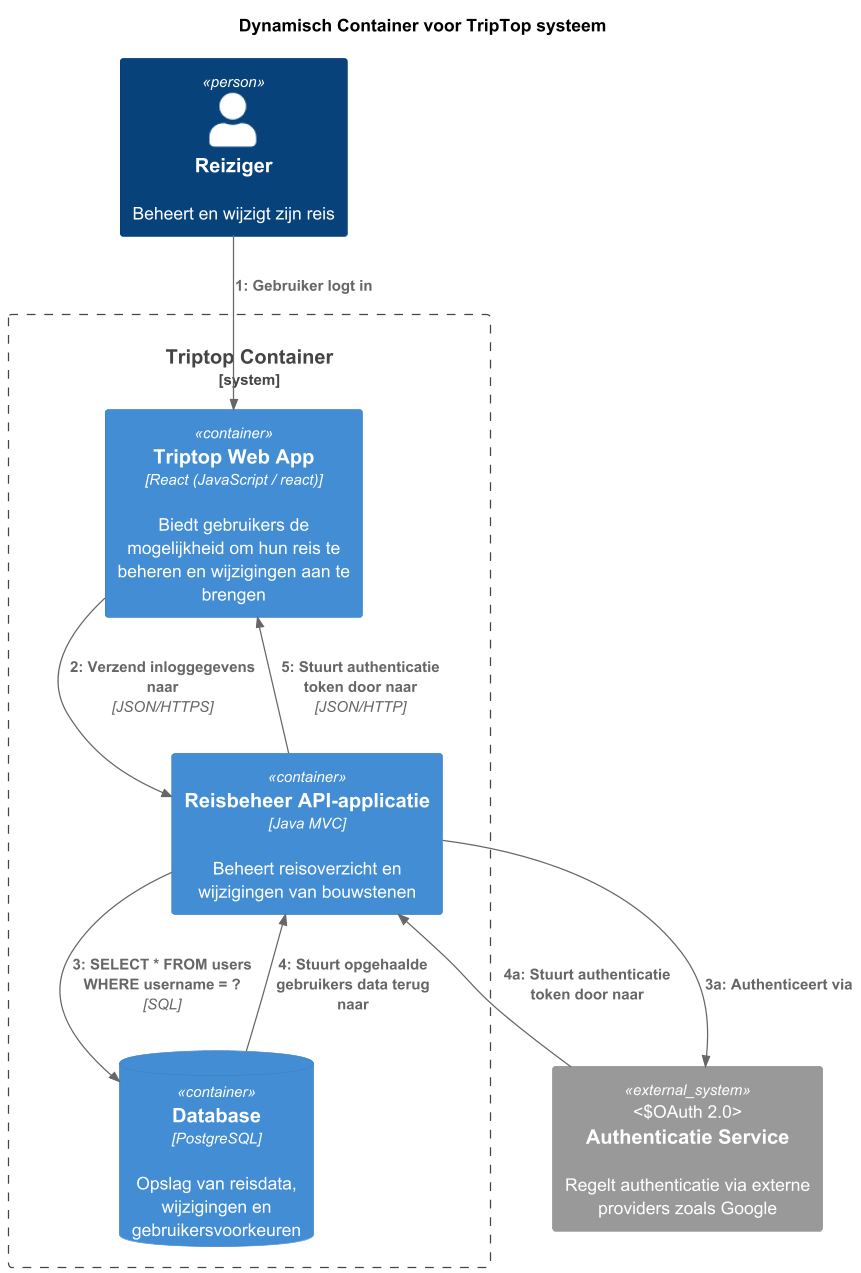 Dynamisch Container voor TripTop systeem
«person»
Reiziger
Beheert en wijzigt zijn reis
1: Gebruiker logt in
Triptop Container
[system]
«container»
Triptop Web App
[React (JavaScript / react)]
Biedt gebruikers de
mogelijkheid om hun reis te
beheren en wijzigingen aan te
brengen
2: Verzend inloggegevens
naar
[JSON/HTTPS]
5: Stuurt authenticatie
token door naar
[JSON/HTTP]
«container»
Reisbeheer API-applicatie
[Java MVC]
Beheert reisoverzicht en
wijzigingen van bouwstenen
3: SELECT * FROM users
WHERE username = ?
[SQL]
4: Stuurt opgehaalde
gebruikers data terug
naar
4a: Stuurt authenticatie
token door naar
3a: Authenticeert via
«container»
Database
[PostgreSQL]
Opslag van reisdata,
wijzigingen en
gebruikersvoorkeuren
«external_system»
<$OAuth 2.0>
Authenticatie Service
Regelt authenticatie via externe
providers zoals Google